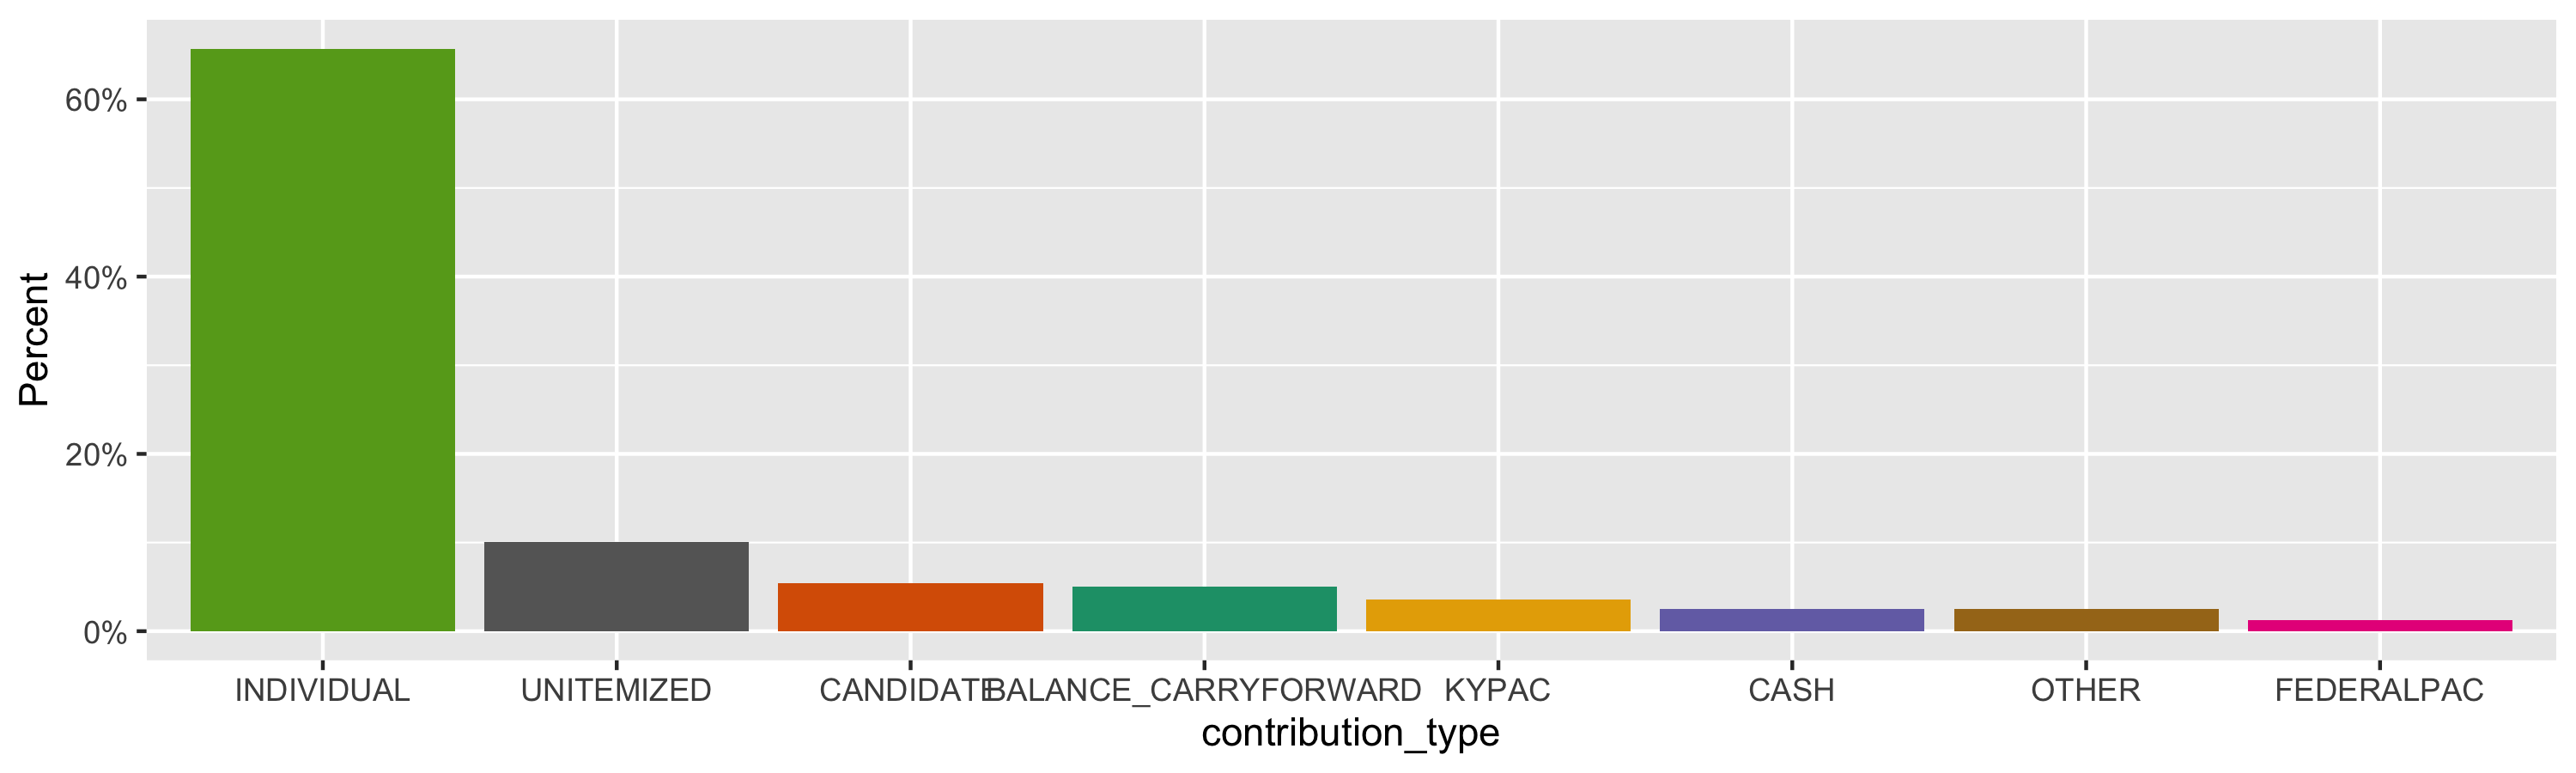 Percent
60%
40%
20%
0%
INDIVIDUAL UNITEMIZED CANDIDATE BALANCE_CARRYFORWARD KYPAC CASH OTHER FEDERALPAC
contribution_type